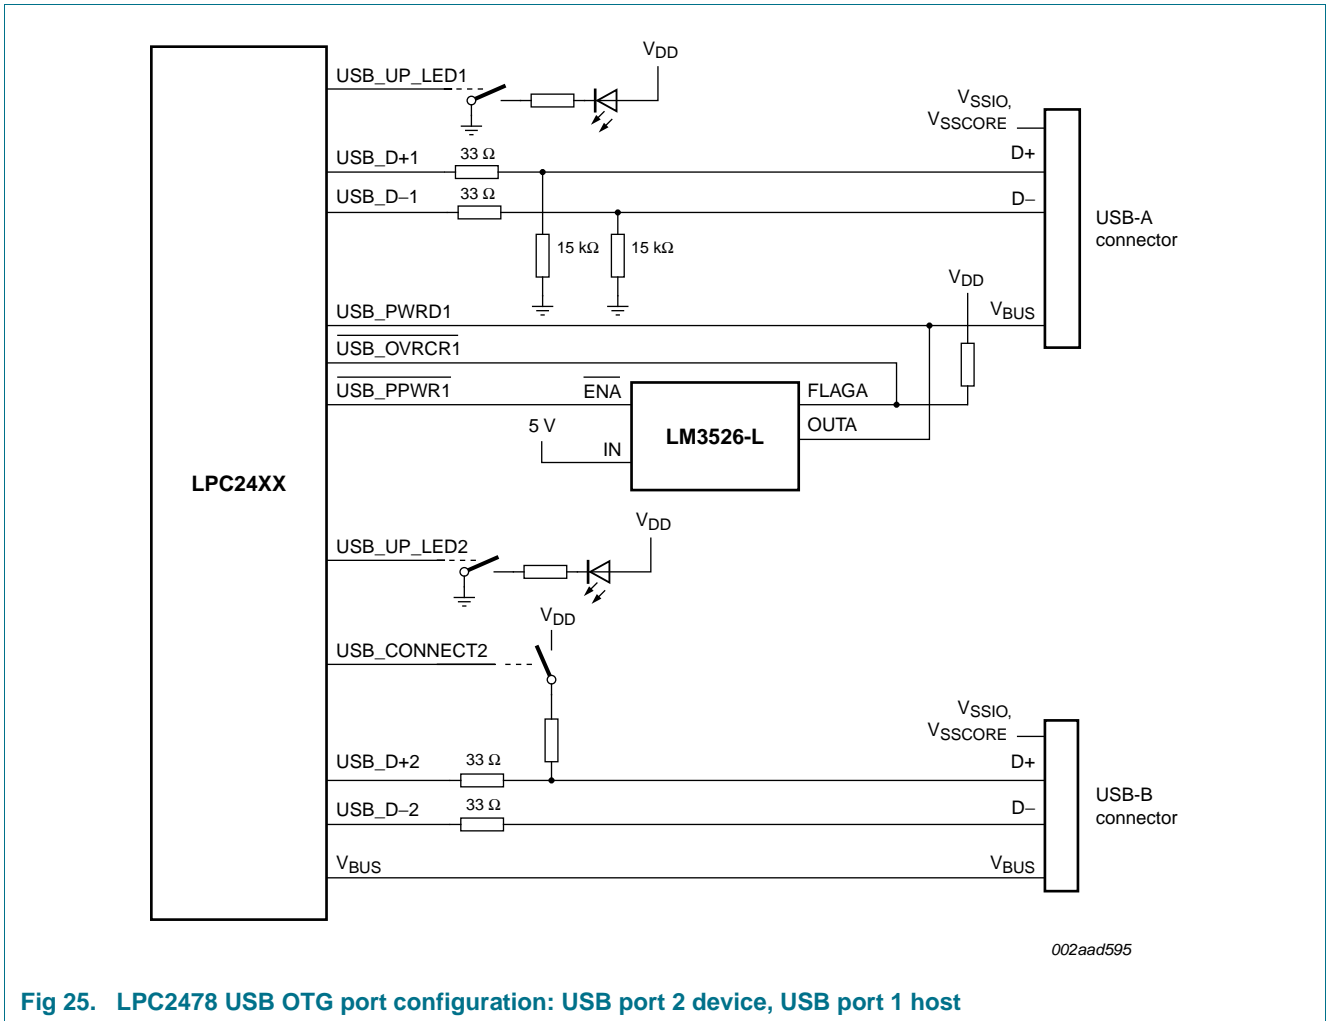 VDD
USB_UP_LED1
VSSIO,
VSSCORE
USB_D+1
33 Ω
D+
USB_D−1
33 Ω
D−
USB-A
connector
15 kΩ
15 kΩ
VDD
USB_PWRD1
VBUS
USB_OVRCR1
USB_PPWR1
ENA
FLAGA
5 V
OUTA
LM3526-L
IN
LPC24XX
VDD
USB_UP_LED2
VDD
USB_CONNECT2
VSSIO,
VSSCORE
USB_D+2
33 Ω
D+
USB_D−2
33 Ω
D−
USB-B
connector
VBUS
VBUS
002aad595
Fig 25. LPC2478 USB OTG port configuration: USB port 2 device, USB port 1 host